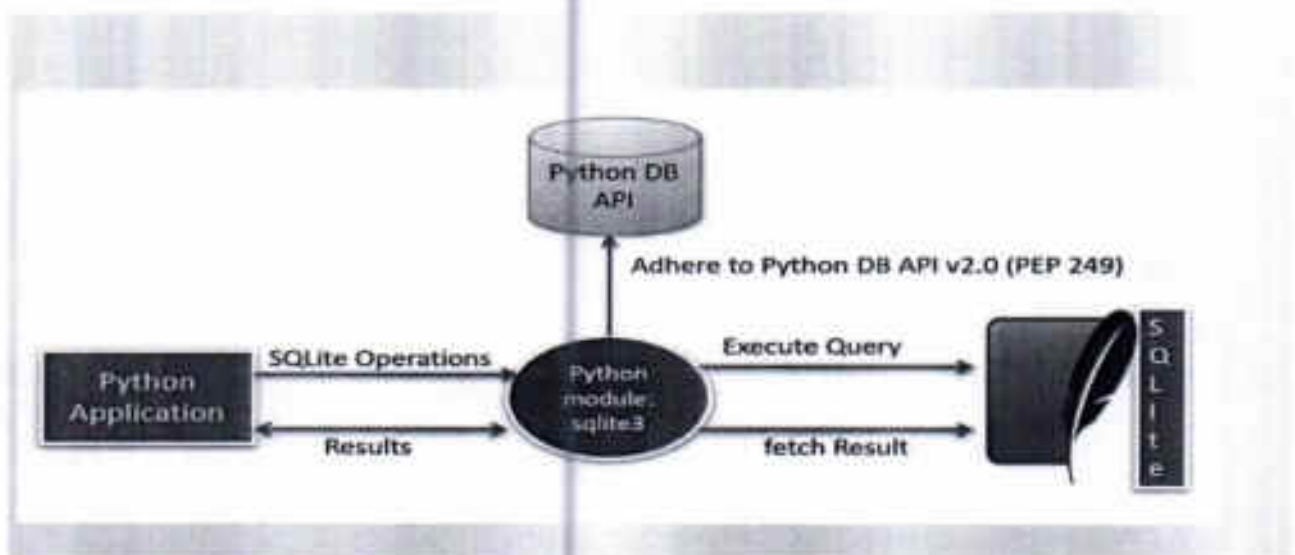 Python DB
API
Adhere to Python DB API v2.0 (PEP 249)
SQLite Operations
Execute Query
Python
Application
Python
module.
sqlite3
Results
fetch Result
SQLite